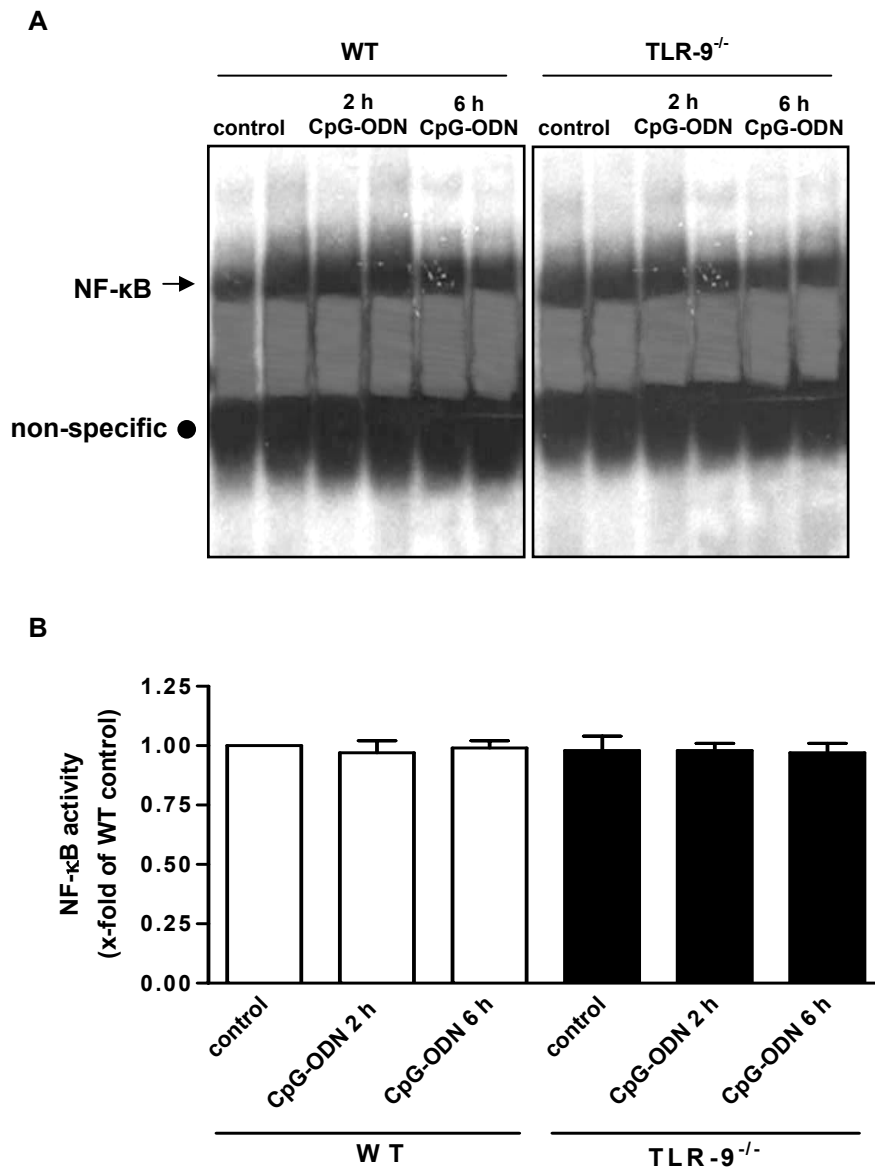 A
WT TLR-9-/-
2 h 6 h 2 h 6 h
control CpG-ODN CpG-ODN control CpG-ODN CpG-ODN
NF-κB
non-specific
B
NF-κB activity
(x-fold of WT control)
1.25
1.00
0.75
0.50
0.25
0.00
control CpG-ODN 2 h CpG-ODN 6 h control CpG-ODN 2 h CpG-ODN 6 h
WT TLR-9-/-